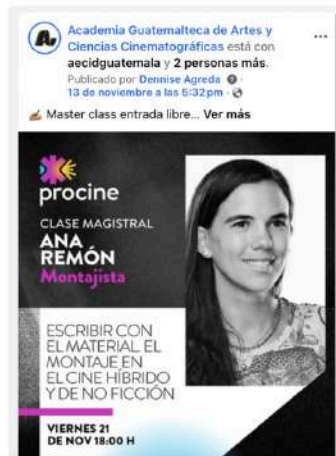 Academia Guatemalteca de Artes y
Ciencias Cinematográficas está con
aecidguatemala y 2 personas más.
Publicado por Dennise Agreda
13 de noviembre a las 5:32 pm
Master class entrada libre... Ver más
procine
CLASE MAGISTRAL
ANA
REMÓN
Montajista
ESCRIBIR CON
EL MATERIAL EL
MONTAJE EN
EL CINE HÍBRIDO
Y DE NO FICCIÓN
VIERNES 21
DE NOV 18:00 H